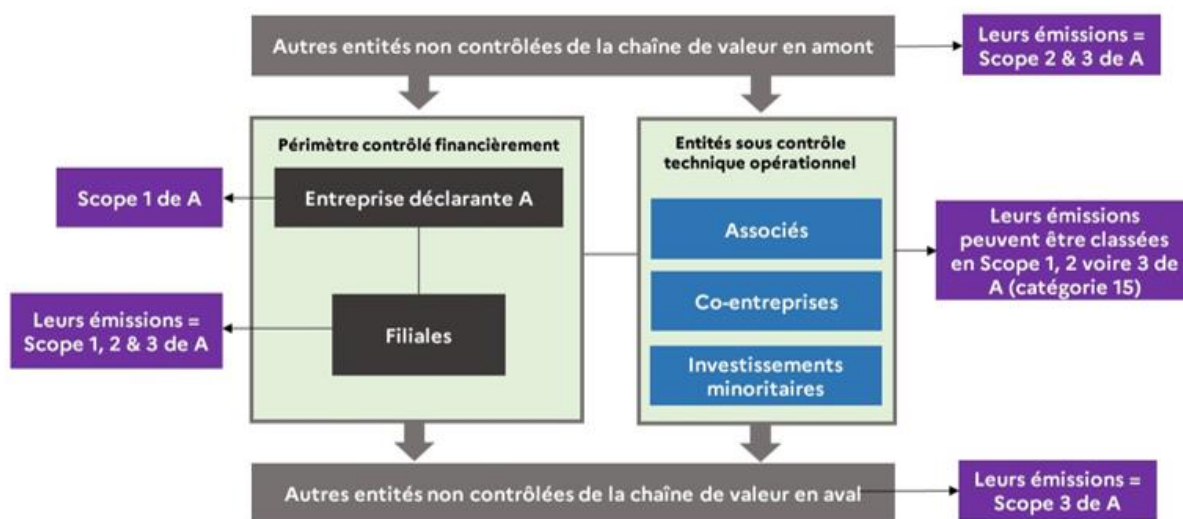 Autres entités non contrôlées de la chaîne de valeur en amont
Leurs émissions =
Scope 2 & 3 de A
Périmètre contrôlé financièrement
Entités sous contrôle
technique opérationnel
Scope 1 de A
Entreprise déclarante A
Associés
Leurs émissions
peuvent être classées
en Scope 1, 2 voire 3 de
A (catégorie 15)
Leurs émissions =
Scope 1, 2 & 3 de A
Filiales
Co-entreprises
Investissements
minoritaires
Autres entités non contrôlées de la chaîne de valeur en aval
Leurs émissions =
Scope 3 de A